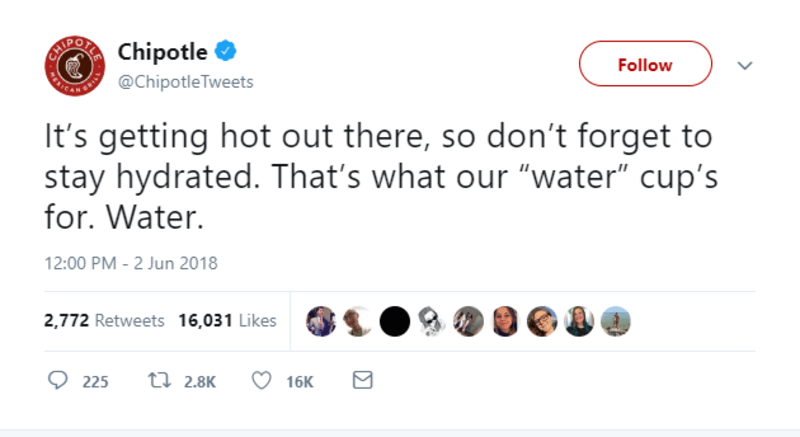 CHIPOTLE
MEXICAN GRILL
Chipotle
@ChipotleTweets
Follow
It’s getting hot out there, so don’t forget to
stay hydrated. That’s what our “water” cup’s
for. Water.
12:00 PM - 2 Jun 2018
2,772 Retweets 16,031 Likes
225 2.8K 16K